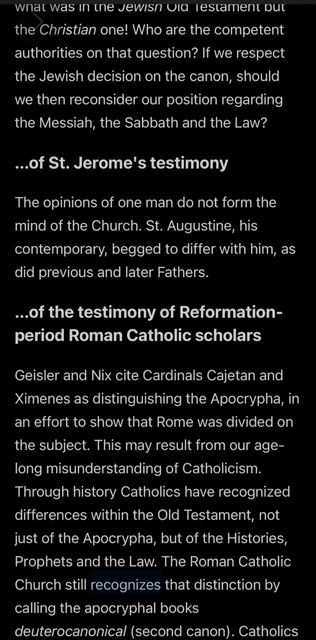 what was in the Jewish Old Testament but
the Christian one! Who are the competent
authorities on that question? If we respect
the Jewish decision on the canon, should
we then reconsider our position regarding
the Messiah, the Sabbath and the Law?
...of St. Jerome's testimony
The opinions of one man do not form the
mind of the Church. St. Augustine, his
contemporary, begged to differ with him, as
did previous and later Fathers.
...of the testimony of Reformation-
period Roman Catholic scholars
Geisler and Nix cite Cardinals Cajetan and
Ximenes as distinguishing the Apocrypha, in
an effort to show that Rome was divided on
the subject. This may result from our age-
long misunderstanding of Catholicism.
Through history Catholics have recognized
differences within the Old Testament, not
just of the Apocrypha, but of the Histories,
Prophets and the Law. The Roman Catholic
Church still recognizes that distinction by
calling the apocryphal books
deuterocanonical (second canon). Catholics